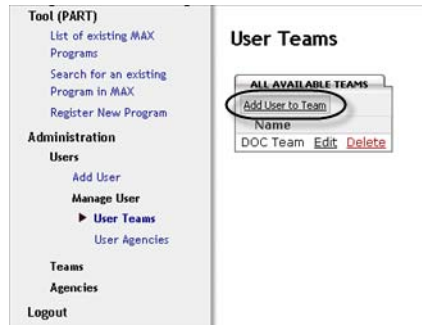 Tool (PART)
List of existing MAX
Programs
Search for an existing
Program in MAX
Register New Program
Administration
Users
Add User
Manage User
User Teams
User Agencies
Teams
Agencies
Logout
User Teams
ALL AVAILABLE TEAMS
Add User to Team
Name
DOC Team Edit Delete